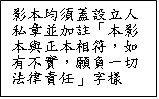 影本均須蓋設立人
私章並加註「本影
本與正本相符，如
有不實，願負一切
法律責任」字樣